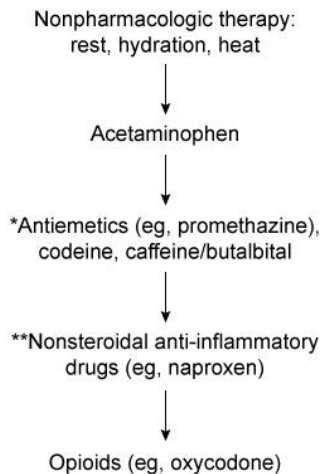 Nonpharmacologic therapy:
rest, hydration, heat
Acetaminophen
*Antiemetics (eg, promethazine),
codeine, caffeine/butalbital
**Nonsteroidal anti-inflammatory
drugs (eg, naproxen)
Opioids (eg, oxycodone)